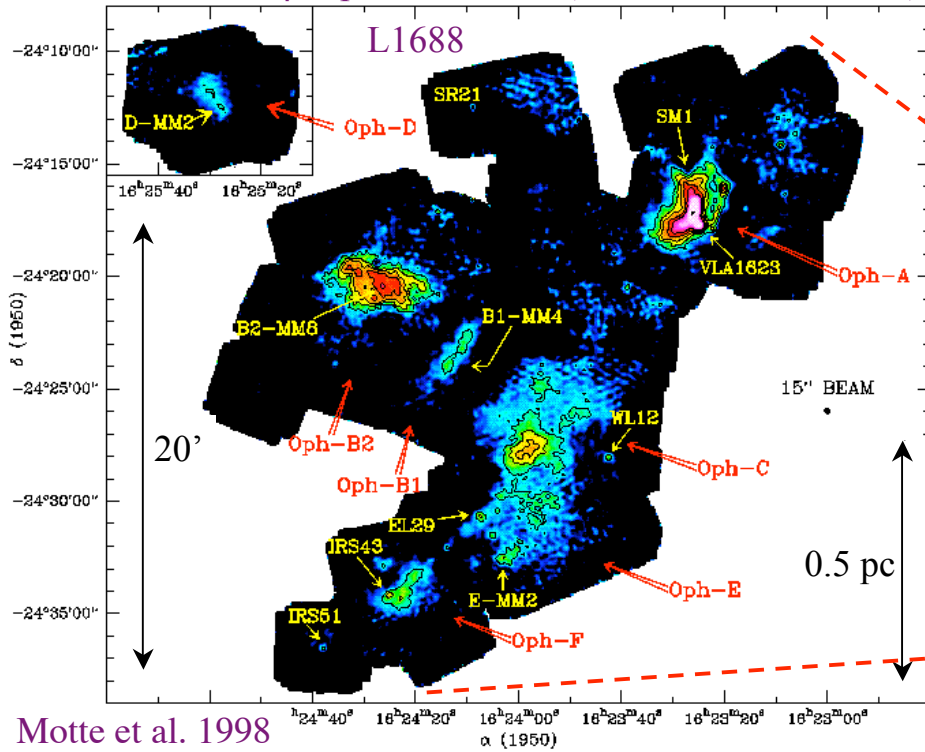 L1688
-24°10'00"
-24°15'00"
-24°20'00"
-24°25'00"
-24°30'00"
-24°35'00"
δ (1950)
D-MM2
Oph-D
16ʰ25ᵐ40ˢ
16ʰ25ᵐ20ˢ
SR21
SM1
VLA1623
Oph-A
B2-MM8
B1-MM4
15" BEAM
20'
Oph-B2
Oph-B1
WL12
Oph-C
EL29
IRS43
0.5 pc
E-MM2
Oph-E
IRS51
Oph-F
ʰ24ᵐ40ˢ
16ʰ24ᵐ20ˢ
16ʰ24ᵐ00ˢ
16ʰ23ᵐ40ˢ
16ʰ23ᵐ20ˢ
16ʰ23ᵐ00ˢ
Motte et al. 1998
α (1950)